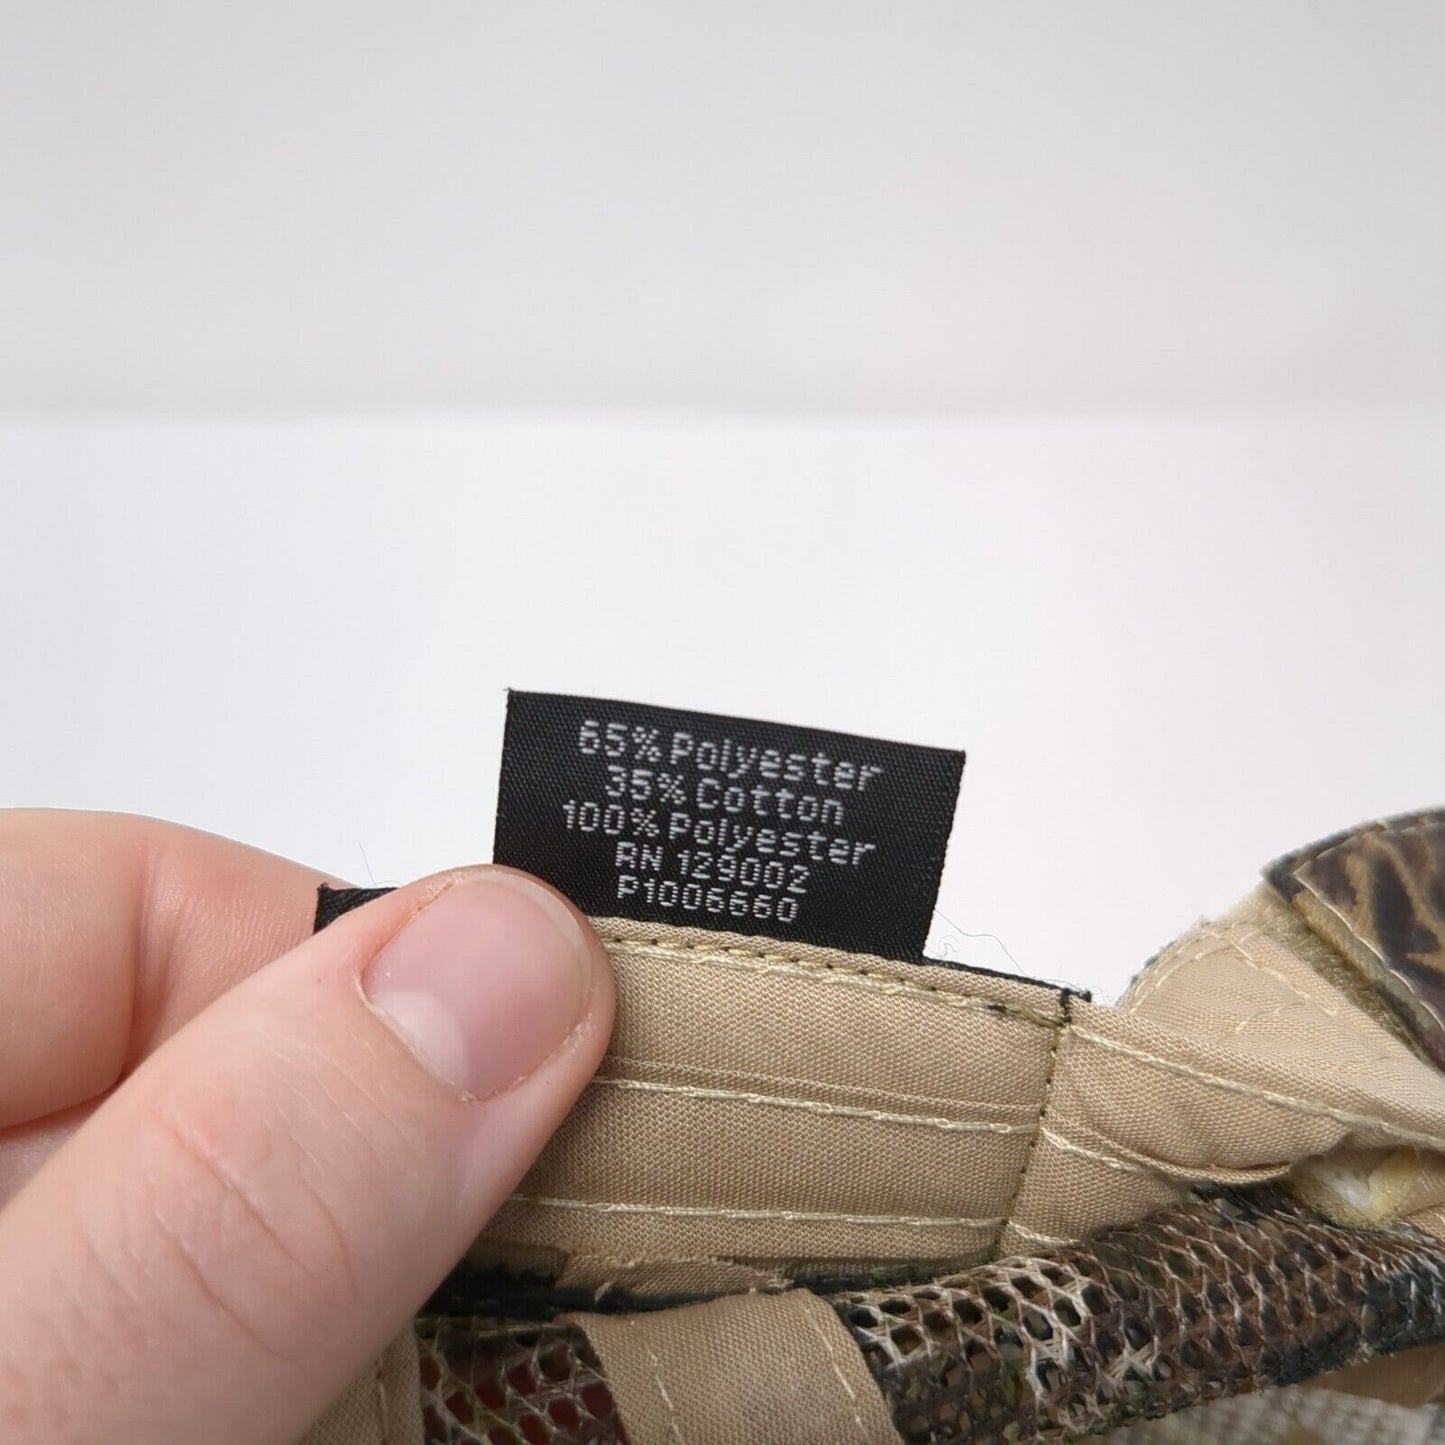 65% Polyester
35% Cotton
100% Polyester
RN 129002
P1006660